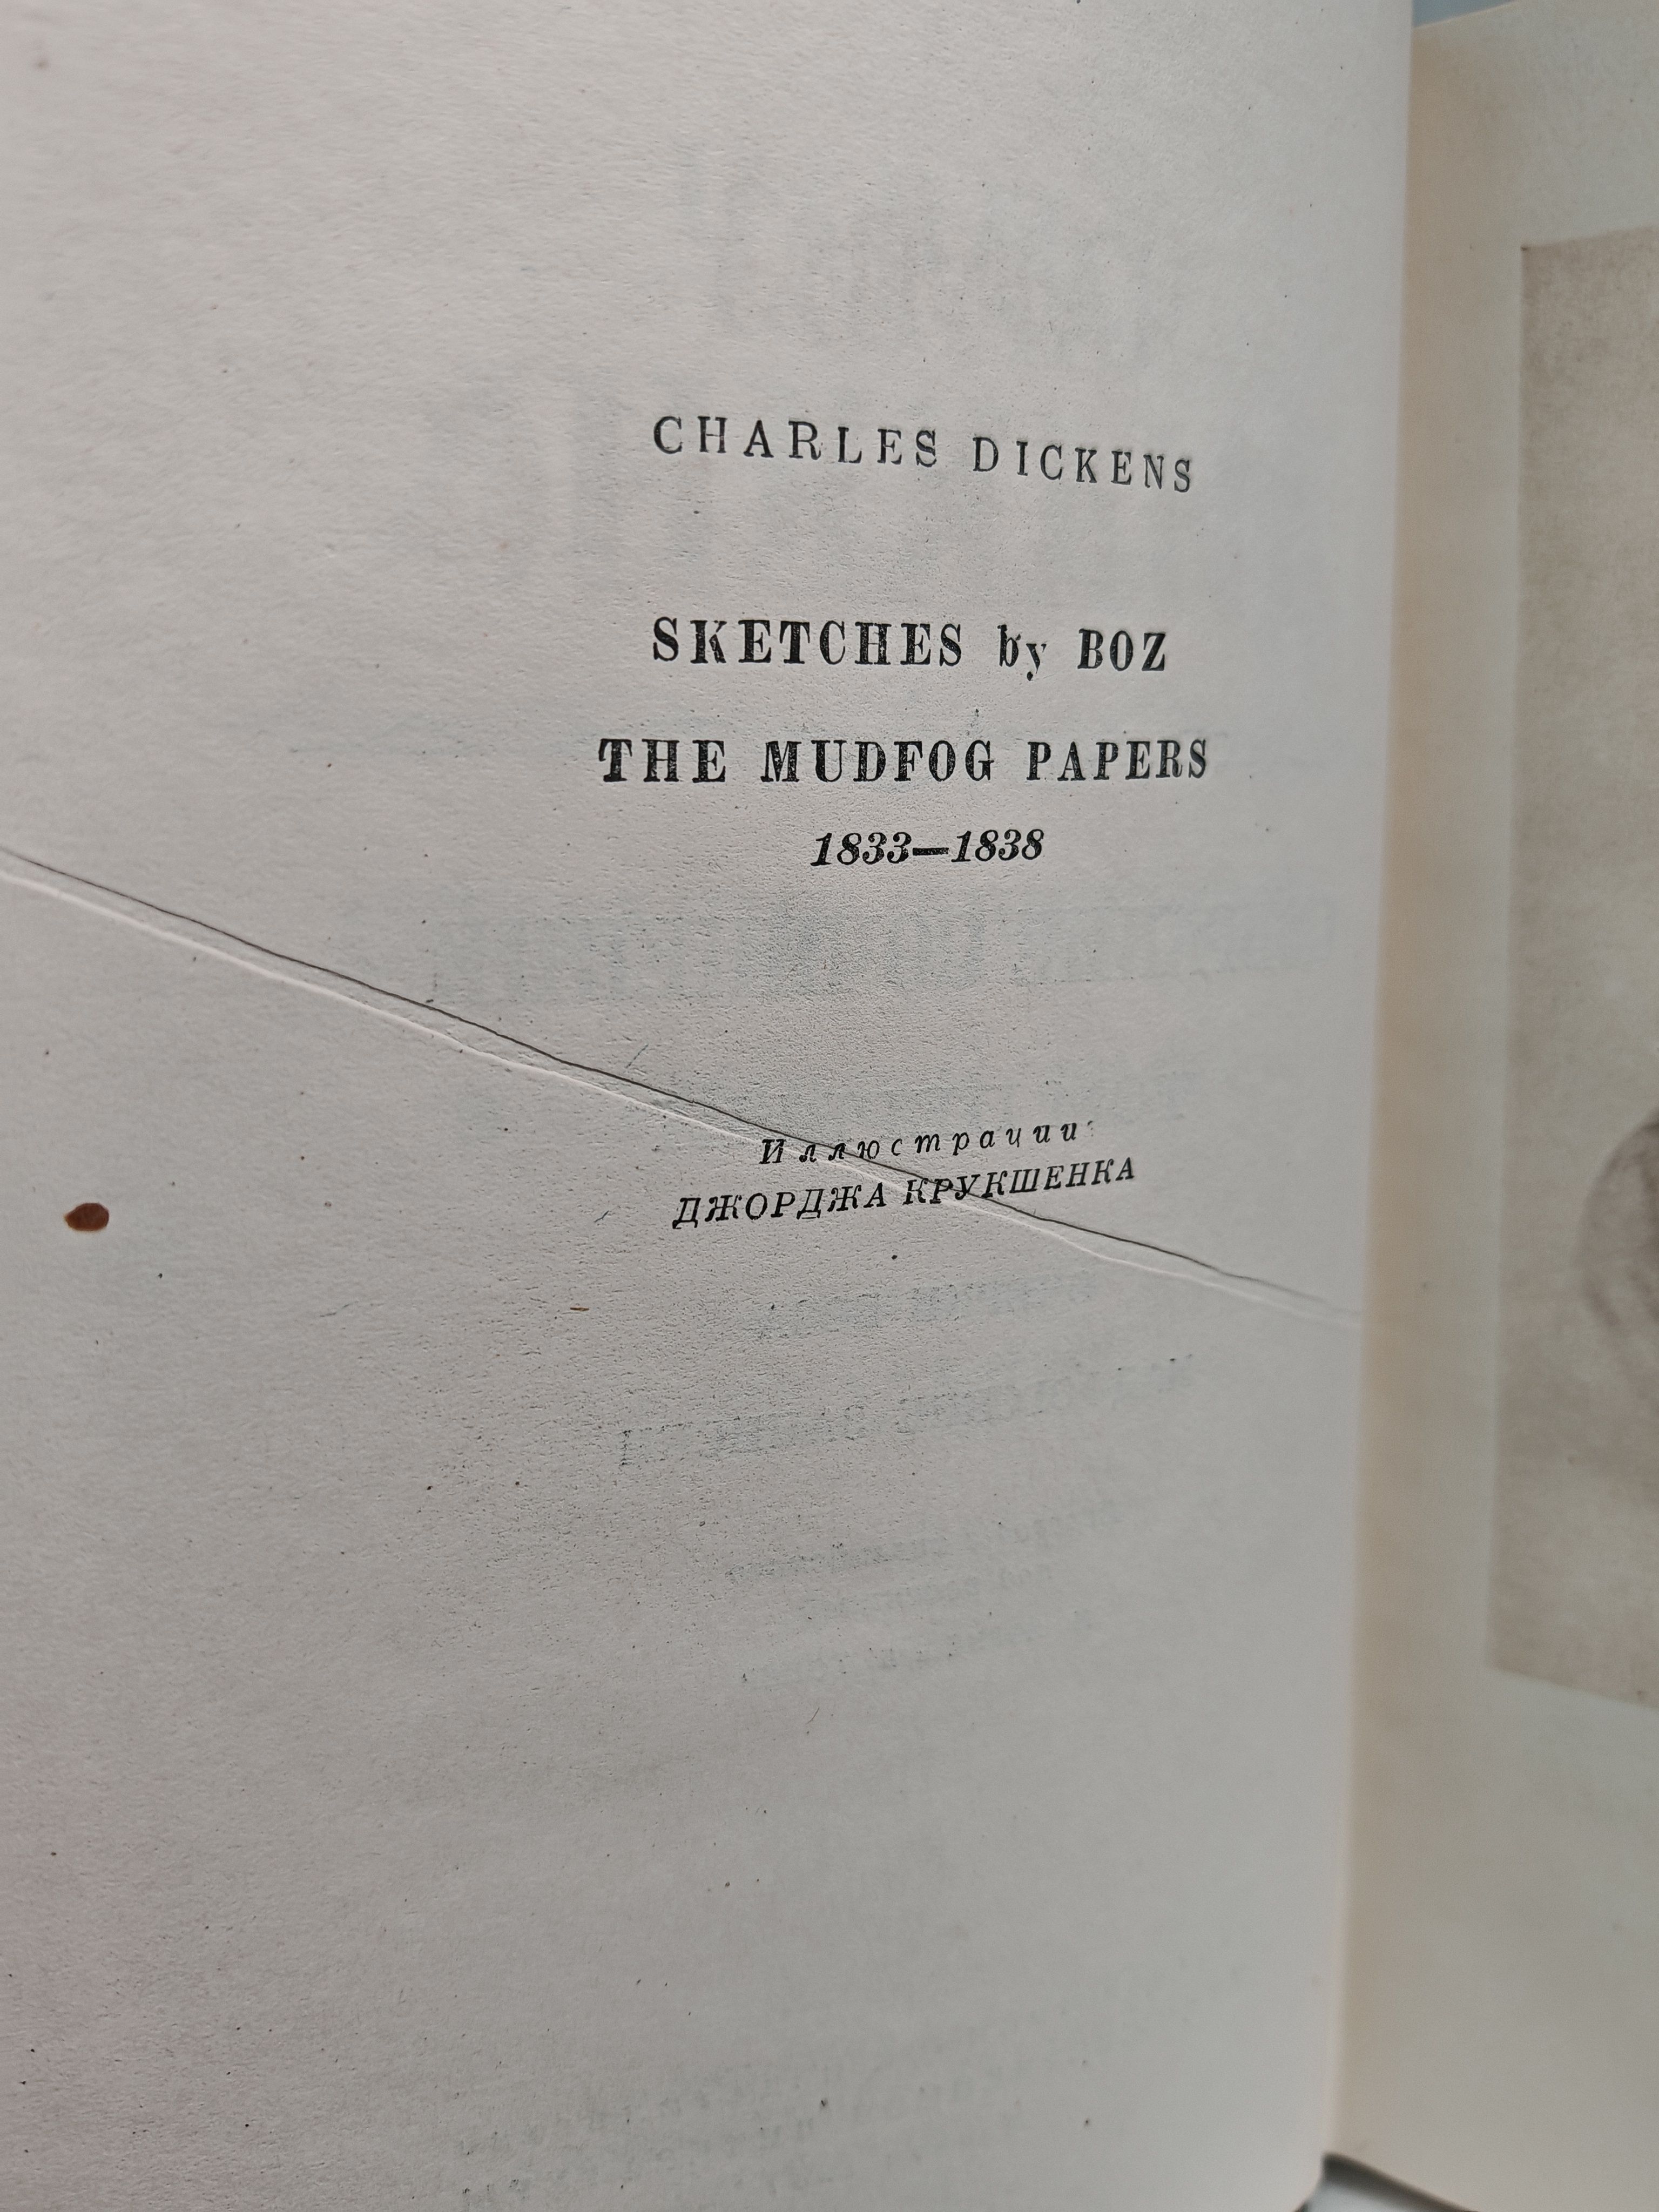 CHARLES DICKENS
SKETCHES by BOZ
THE MUDFOG PAPERS
1833—1838
Иллюстрации
ДЖОРДЖА КРУКШЕНКА